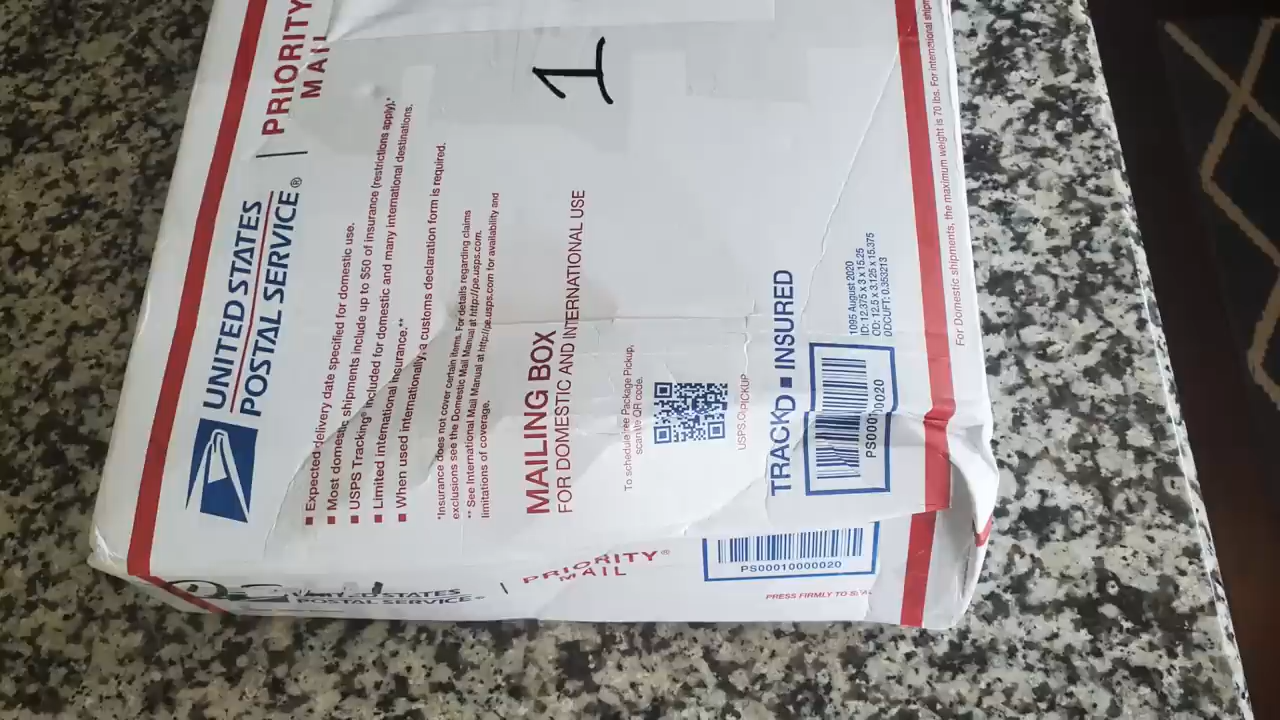 UNITED STATES
POSTAL SERVICE®
PRIORITY
MAIL
Expected delivery date specified for domestic use.
Most domestic shipments include up to $50 of insurance (restrictions apply).*
USPS Tracking® included for domestic and many international destinations.
Limited international insurance.**
When used internationally, a customs declaration form is required.
*Insurance does not cover certain items. For details regarding claims
exclusions see the Domestic Mail Manual at http://pe.usps.com.
** See International Mail Manual at http://pe.usps.com for availability and
limitations of coverage.
MAILING BOX
FOR DOMESTIC AND INTERNATIONAL USE
1
To schedule free Package Pickup,
scan the QR code.
PICKUP
TRACKED ■ INSURED
1095 August 2020
ID: 12.375 x 3 x 15.25
OD: 12.5 x 3.125 x 15.375
ODCUFT: 0.353213
For Domestic shipments, the maximum weight is 70 lbs. For international
UNITED STATES
POSTAL SERVICE®
PRIORITY®
MAIL
PS00010000020
PRESS FIRMLY TO